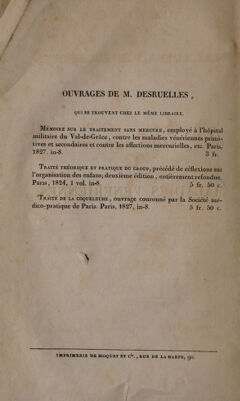 OUVRAGES DE M. DESRUELLES,
QUI SE TROUVENT CHEZ LE MÊME LIBRAIRE.
MÉMOIRE SUR LE TRAITEMENT SANS MERCURE, employé à l'hôpital
militaire du Val-de-Grâce, contre les maladies vénériennes primi-
tives et secondaires et contre les affections mercurielles, etc. Paris,
1827. in-8. 3 fr.
TRAITÉ THÉORIQUE ET PRATIQUE DU CROUP, précédé de réflexions sur
l'organisation des enfans; deuxième édition, entièrement refondue.
Paris, 1824, 1 vol. in-8. 5 fr. 50 c.
TRAITÉ DE LA COQUELUCHE, ouvrage couronné par la Société mé-
dico-pratique de Paris. Paris, 1827, in-8. 5 fr. 50 c.
IMPRIMERIE DE MOQUET ET Cie., RUE DE LA HARPE, 90.